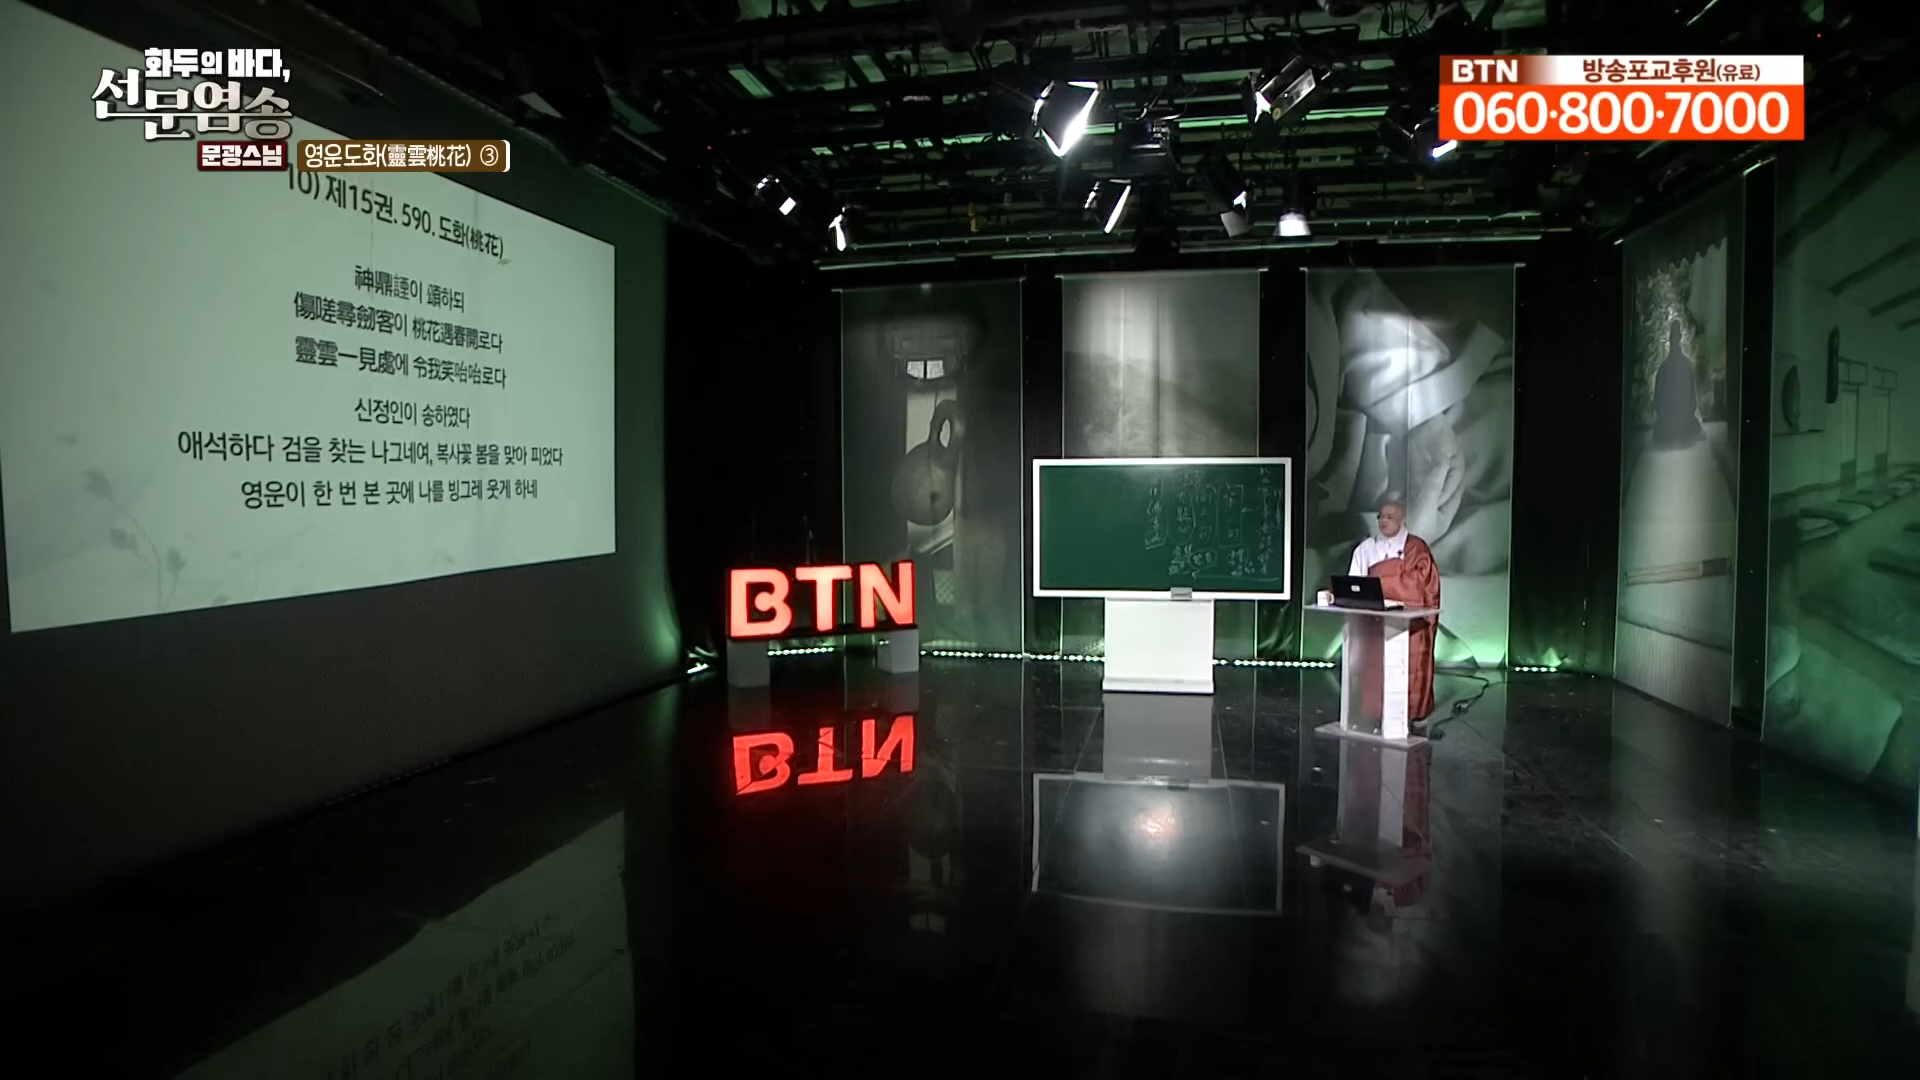 화두의 바다,
선문염송
문광스님
영운도화(靈雲桃花) ③
BTN 방송포교후원(유료)
060·800·7000
10) 제15권. 590. 도화(桃花)
神鼎諲이 頌하되
傷嗟尋劒客이 桃花遇春開로다
靈雲一見處에 令我笑咍咍로다
신정인이 송하였다
애석하다 검을 찾는 나그네여, 복사꽃 봄을 맞아 피었다
영운이 한 번 본 곳에 나를 빙그레 웃게 하네
BTN